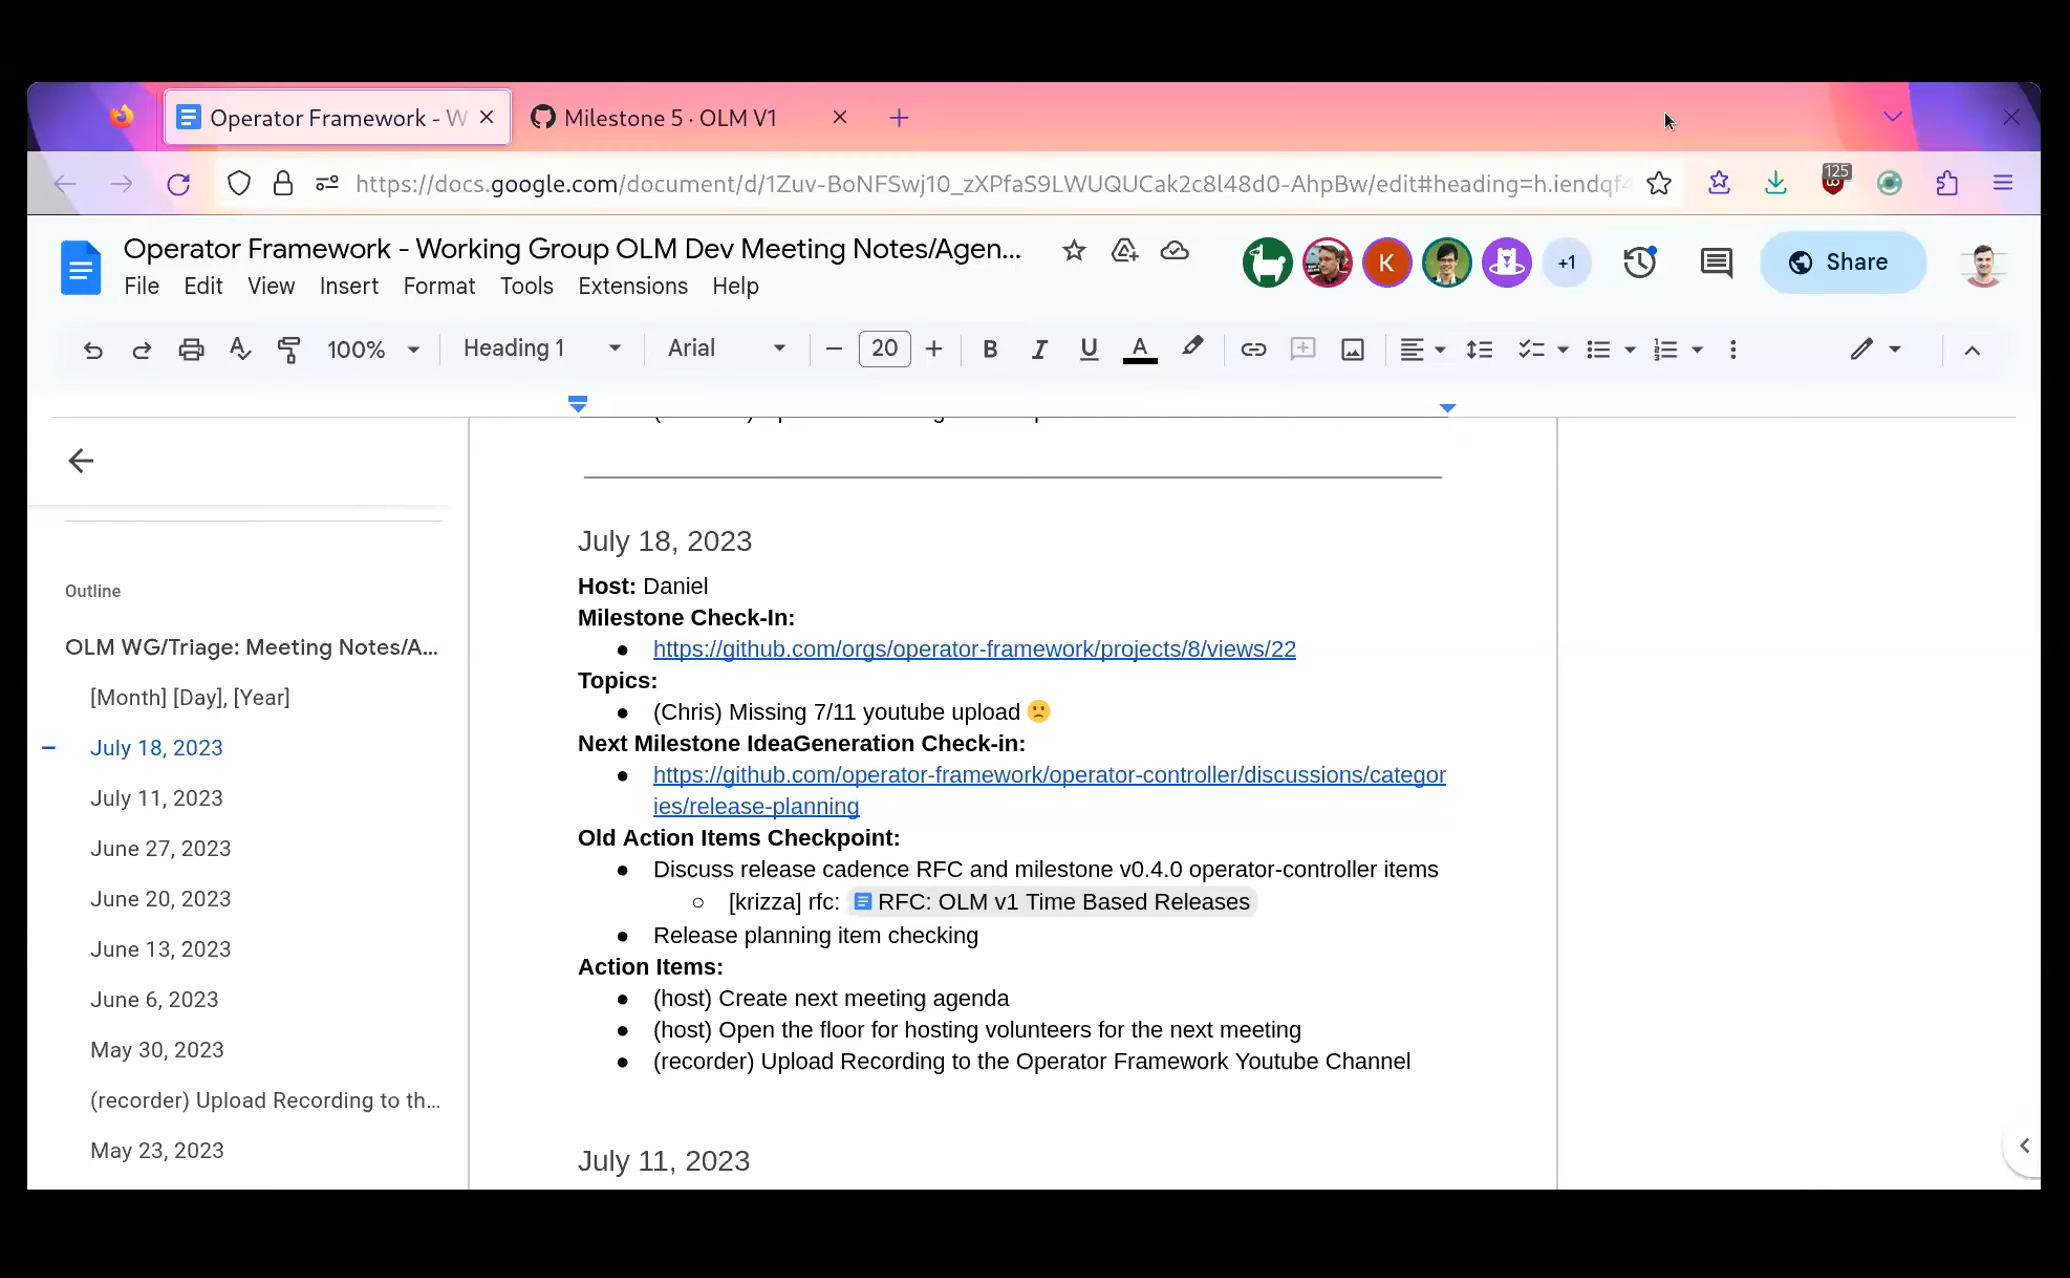 Operator Framework - W
Milestone 5 · OLM V1
https://docs.google.com/document/d/1Zuv-BoNFSwj10_zXPfaS9LWUQUCak2c8l48d0-AhpBw/edit#heading=h.iendqf4
125
Operator Framework - Working Group OLM Dev Meeting Notes/Agen...
K
+1
Share
File Edit View Insert Format Tools Extensions Help
100% Heading 1 Arial 20 B I U A
Outline
OLM WG/Triage: Meeting Notes/A...
[Month] [Day], [Year]
July 18, 2023
July 11, 2023
June 27, 2023
June 20, 2023
June 13, 2023
June 6, 2023
May 30, 2023
(recorder) Upload Recording to th...
May 23, 2023
July 18, 2023
Host: Daniel
Milestone Check-In:
● https://github.com/orgs/operator-framework/projects/8/views/22
Topics:
● (Chris) Missing 7/11 youtube upload 🙁
Next Milestone IdeaGeneration Check-in:
● https://github.com/operator-framework/operator-controller/discussions/categor
ies/release-planning
Old Action Items Checkpoint:
● Discuss release cadence RFC and milestone v0.4.0 operator-controller items
○ [krizza] rfc: RFC: OLM v1 Time Based Releases
● Release planning item checking
Action Items:
● (host) Create next meeting agenda
● (host) Open the floor for hosting volunteers for the next meeting
● (recorder) Upload Recording to the Operator Framework Youtube Channel
July 11, 2023